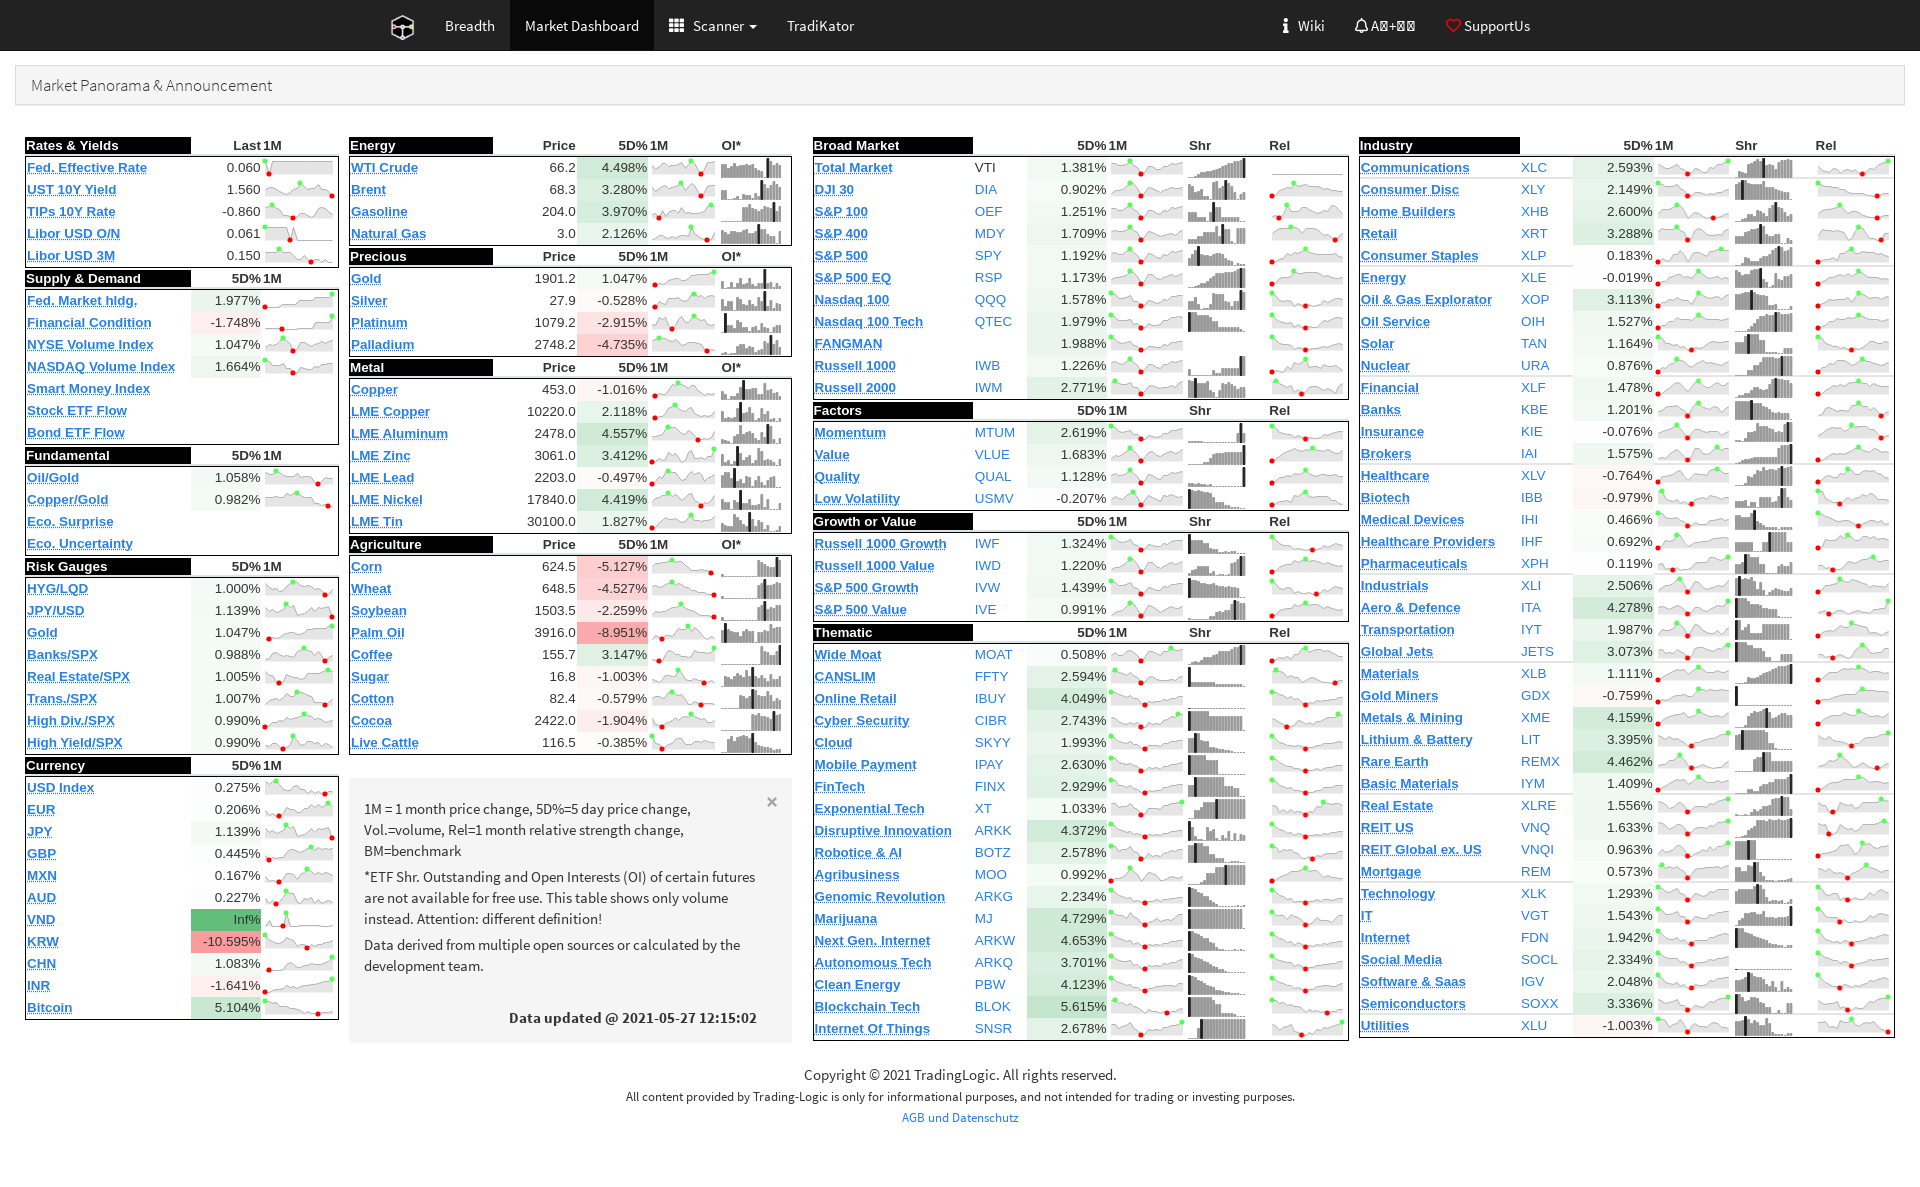 Breadth
Market Dashboard
Scanner
TradiKator
Wiki
SupportUs
Market Panorama & Announcement
Rates & Yields Last 1M
Fed. Effective Rate 0.060
UST 10Y Yield 1.560
TIPs 10Y Rate -0.860
Libor USD O/N 0.061
Libor USD 3M 0.150
Supply & Demand 5D% 1M
Fed. Market hldg. 1.977%
Financial Condition -1.748%
NYSE Volume Index 1.047%
NASDAQ Volume Index 1.664%
Smart Money Index
Stock ETF Flow
Bond ETF Flow
Fundamental 5D% 1M
Oil/Gold 1.058%
Copper/Gold 0.982%
Eco. Surprise
Eco. Uncertainty
Risk Gauges 5D% 1M
HYG/LQD 1.000%
JPY/USD 1.139%
Gold 1.047%
Banks/SPX 0.988%
Real Estate/SPX 1.005%
Trans./SPX 1.007%
High Div./SPX 0.990%
High Yield/SPX 0.990%
Currency 5D% 1M
USD Index 0.275%
EUR 0.206%
JPY 1.139%
GBP 0.445%
MXN 0.167%
AUD 0.227%
VND Inf%
KRW -10.595%
CHN 1.083%
INR -1.641%
Bitcoin 5.104%
Energy Price 5D% 1M OI*
WTI Crude 66.2 4.498%
Brent 68.3 3.280%
Gasoline 204.0 3.970%
Natural Gas 3.0 2.126%
Precious Price 5D% 1M OI*
Gold 1901.2 1.047%
Silver 27.9 -0.528%
Platinum 1079.2 -2.915%
Palladium 2748.2 -4.735%
Metal Price 5D% 1M OI*
Copper 453.0 -1.016%
LME Copper 10220.0 2.118%
LME Aluminum 2478.0 4.557%
LME Zinc 3061.0 3.412%
LME Lead 2203.0 -0.497%
LME Nickel 17840.0 4.419%
LME Tin 30100.0 1.827%
Agriculture Price 5D% 1M OI*
Corn 624.5 -5.127%
Wheat 648.5 -4.527%
Soybean 1503.5 -2.259%
Palm Oil 3916.0 -8.951%
Coffee 155.7 3.147%
Sugar 16.8 -1.003%
Cotton 82.4 -0.579%
Cocoa 2422.0 -1.904%
Live Cattle 116.5 -0.385%
×
1M = 1 month price change, 5D%=5 day price change,
Vol.=volume, Rel=1 month relative strength change,
BM=benchmark
*ETF Shr. Outstanding and Open Interests (OI) of certain futures
are not available for free use. This table shows only volume
instead. Attention: different definition!
Data derived from multiple open sources or calculated by the
development team.
Data updated @ 2021-05-27 12:15:02
Broad Market 5D% 1M Shr Rel
Total Market VTI 1.381%
DJI 30 DIA 0.902%
S&P 100 OEF 1.251%
S&P 400 MDY 1.709%
S&P 500 SPY 1.192%
S&P 500 EQ RSP 1.173%
Nasdaq 100 QQQ 1.578%
Nasdaq 100 Tech QTEC 1.979%
FANGMAN 1.988%
Russell 1000 IWB 1.226%
Russell 2000 IWM 2.771%
Factors 5D% 1M Shr Rel
Momentum MTUM 2.619%
Value VLUE 1.683%
Quality QUAL 1.128%
Low Volatility USMV -0.207%
Growth or Value 5D% 1M Shr Rel
Russell 1000 Growth IWF 1.324%
Russell 1000 Value IWD 1.220%
S&P 500 Growth IVW 1.439%
S&P 500 Value IVE 0.991%
Thematic 5D% 1M Shr Rel
Wide Moat MOAT 0.508%
CANSLIM FFTY 2.594%
Online Retail IBUY 4.049%
Cyber Security CIBR 2.743%
Cloud SKYY 1.993%
Mobile Payment IPAY 2.630%
FinTech FINX 2.929%
Exponential Tech XT 1.033%
Disruptive Innovation ARKK 4.372%
Robotice & AI BOTZ 2.578%
Agribusiness MOO 0.992%
Genomic Revolution ARKG 2.234%
Marijuana MJ 4.729%
Next Gen. Internet ARKW 4.653%
Autonomous Tech ARKQ 3.701%
Clean Energy PBW 4.123%
Blockchain Tech BLOK 5.615%
Internet Of Things SNSR 2.678%
Industry 5D% 1M Shr Rel
Communications XLC 2.593%
Consumer Disc XLY 2.149%
Home Builders XHB 2.600%
Retail XRT 3.288%
Consumer Staples XLP 0.183%
Energy XLE -0.019%
Oil & Gas Explorator XOP 3.113%
Oil Service OIH 1.527%
Solar TAN 1.164%
Nuclear URA 0.876%
Financial XLF 1.478%
Banks KBE 1.201%
Insurance KIE -0.076%
Brokers IAI 1.575%
Healthcare XLV -0.764%
Biotech IBB -0.979%
Medical Devices IHI 0.466%
Healthcare Providers IHF 0.692%
Pharmaceuticals XPH 0.119%
Industrials XLI 2.506%
Aero & Defence ITA 4.278%
Transportation IYT 1.987%
Global Jets JETS 3.073%
Materials XLB 1.111%
Gold Miners GDX -0.759%
Metals & Mining XME 4.159%
Lithium & Battery LIT 3.395%
Rare Earth REMX 4.462%
Basic Materials IYM 1.409%
Real Estate XLRE 1.556%
REIT US VNQ 1.633%
REIT Global ex. US VNQI 0.963%
Mortgage REM 0.573%
Technology XLK 1.293%
IT VGT 1.543%
Internet FDN 1.942%
Social Media SOCL 2.334%
Software & Saas IGV 2.048%
Semiconductors SOXX 3.336%
Utilities XLU -1.003%
Copyright © 2021 TradingLogic. All rights reserved.
All content provided by Trading-Logic is only for informational purposes, and not intended for trading or investing purposes.
AGB und Datenschutz